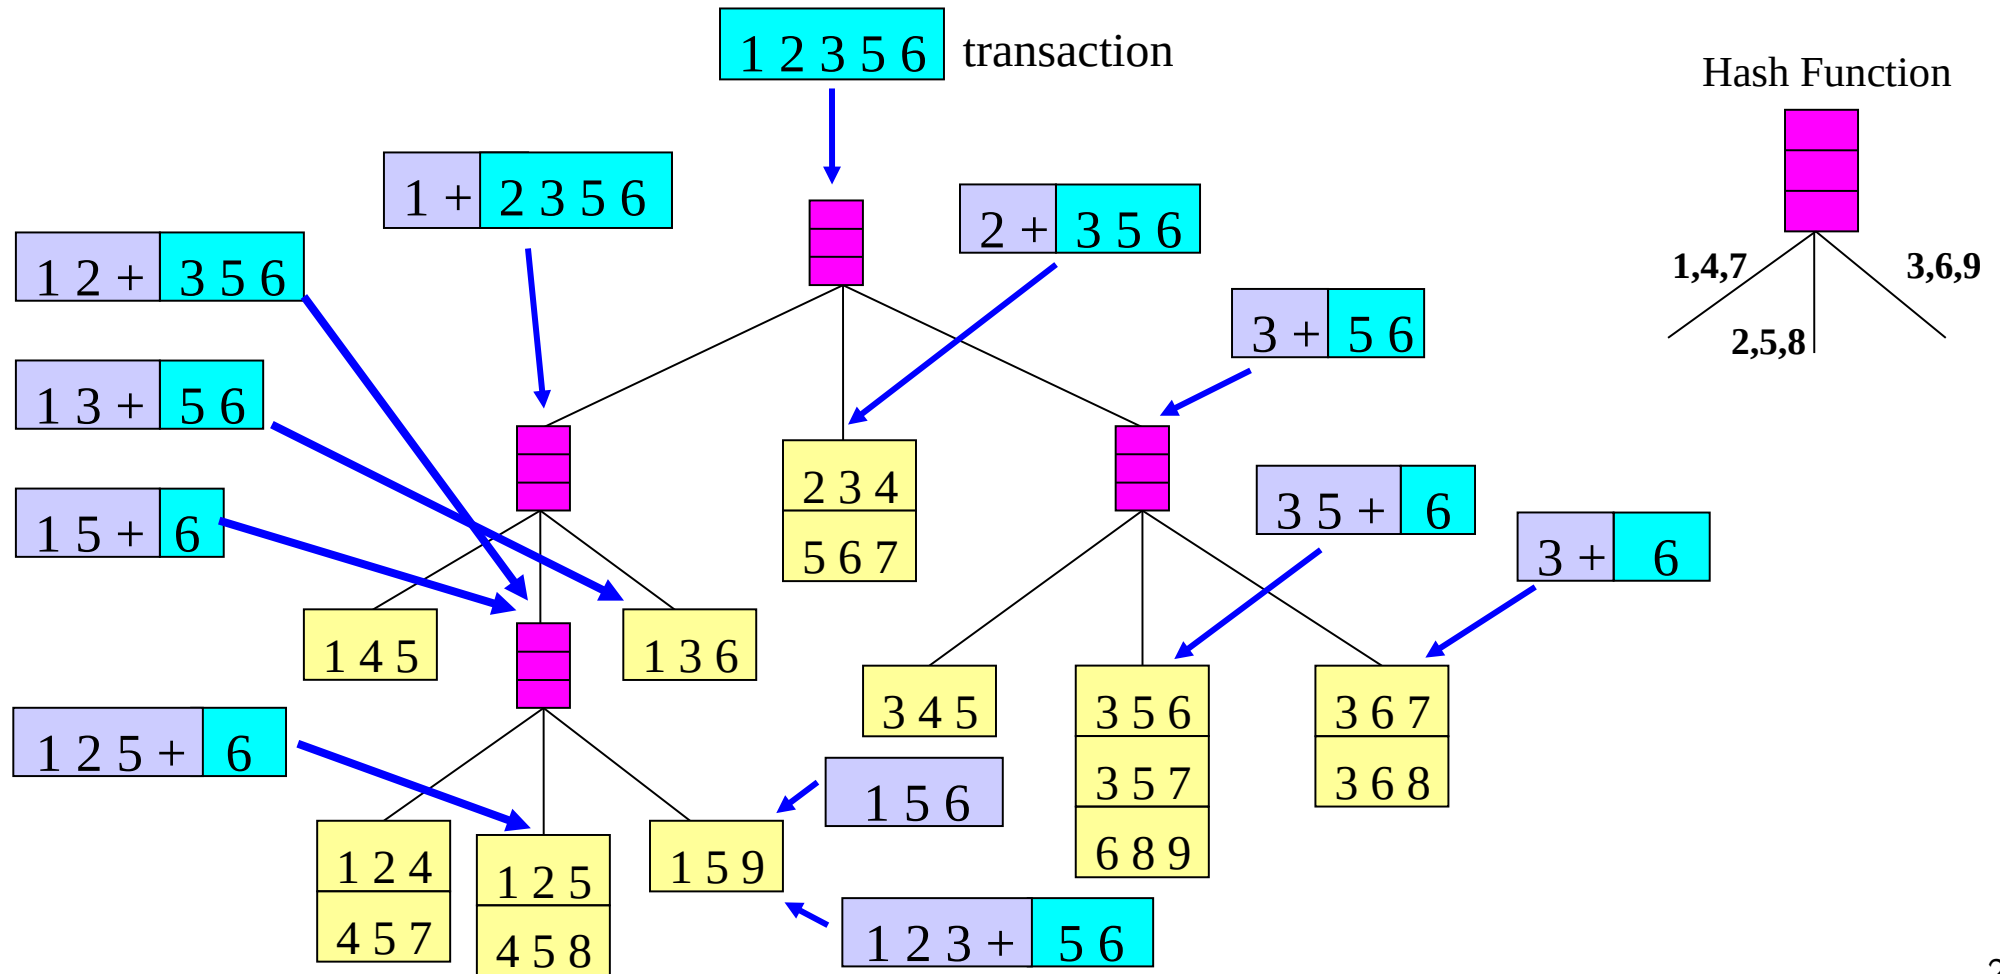 1 2 3 5 6 transaction
Hash Function
1 + 2 3 5 6
2 + 3 5 6
1 2 + 3 5 6
1,4,7
3,6,9
2,5,8
3 + 5 6
1 3 + 5 6
2 3 4
5 6 7
3 5 + 6
1 5 + 6
3 + 6
1 4 5
1 3 6
3 4 5
3 5 6
3 5 7
6 8 9
3 6 7
3 6 8
1 2 5 + 6
1 5 6
1 2 4
4 5 7
1 2 5
4 5 8
1 5 9
1 2 3 + 5 6